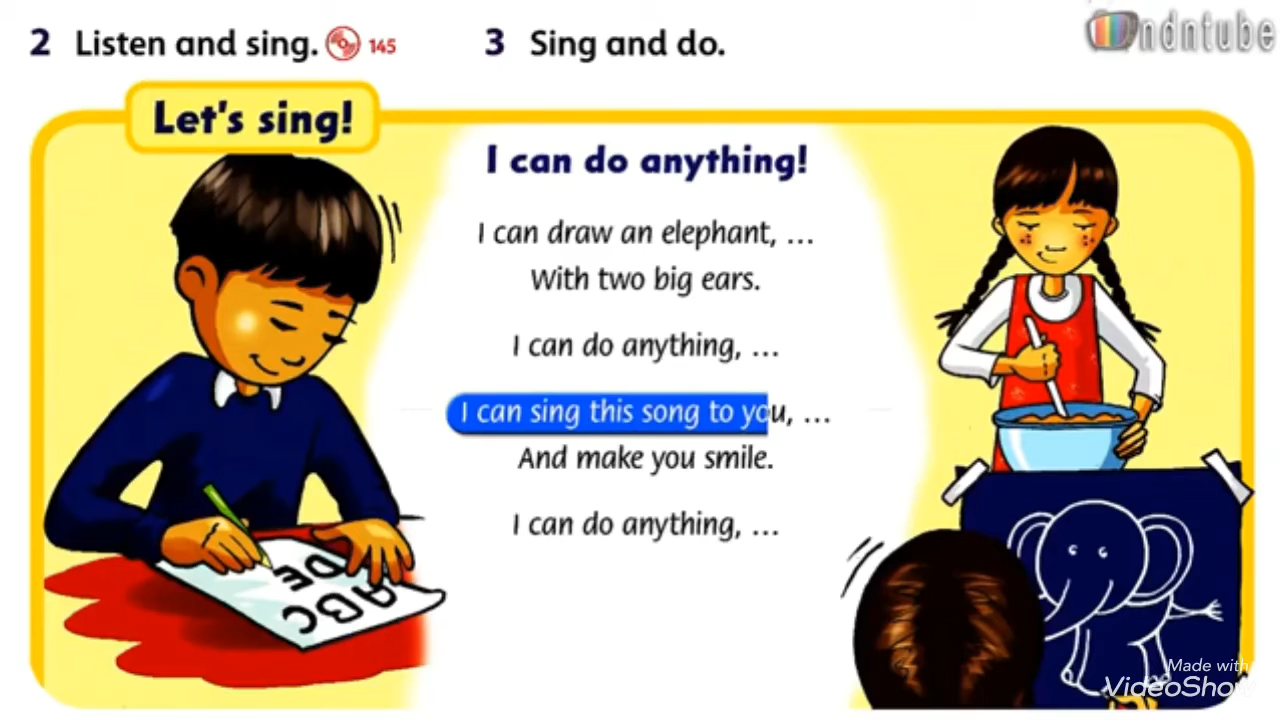 2 Listen and sing. 145 3 Sing and do.
ndntube
Let's sing!
I can do anything!
I can draw an elephant, …
With two big ears.
I can do anything, …
I can sing this song to you, …
And make you smile.
I can do anything, …
ABC
DE
Made with
VideoShow